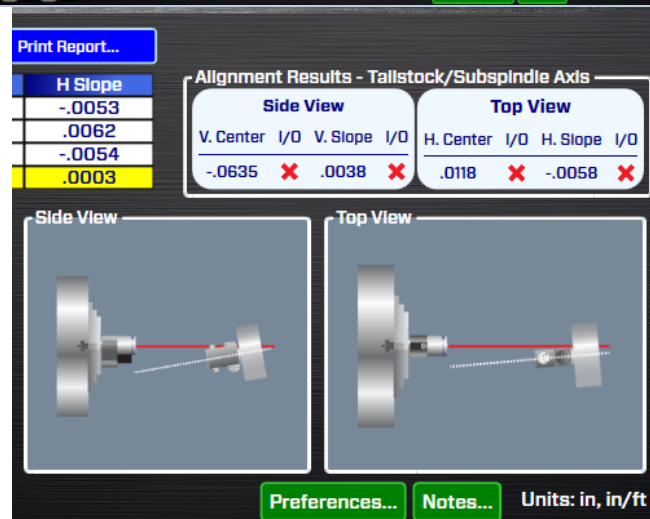 Print Report...
H Slope
-.0053
.0062
-.0054
.0003
Alignment Results - Tailstock/Subspindle Axis
Side View
V. Center I/O V. Slope I/O
-.0635 ✖ .0038 ✖
Top View
H. Center I/O H. Slope I/O
.0118 ✖ -.0058 ✖
Side View
Top View
Preferences...
Notes...
Units: in, in/ft